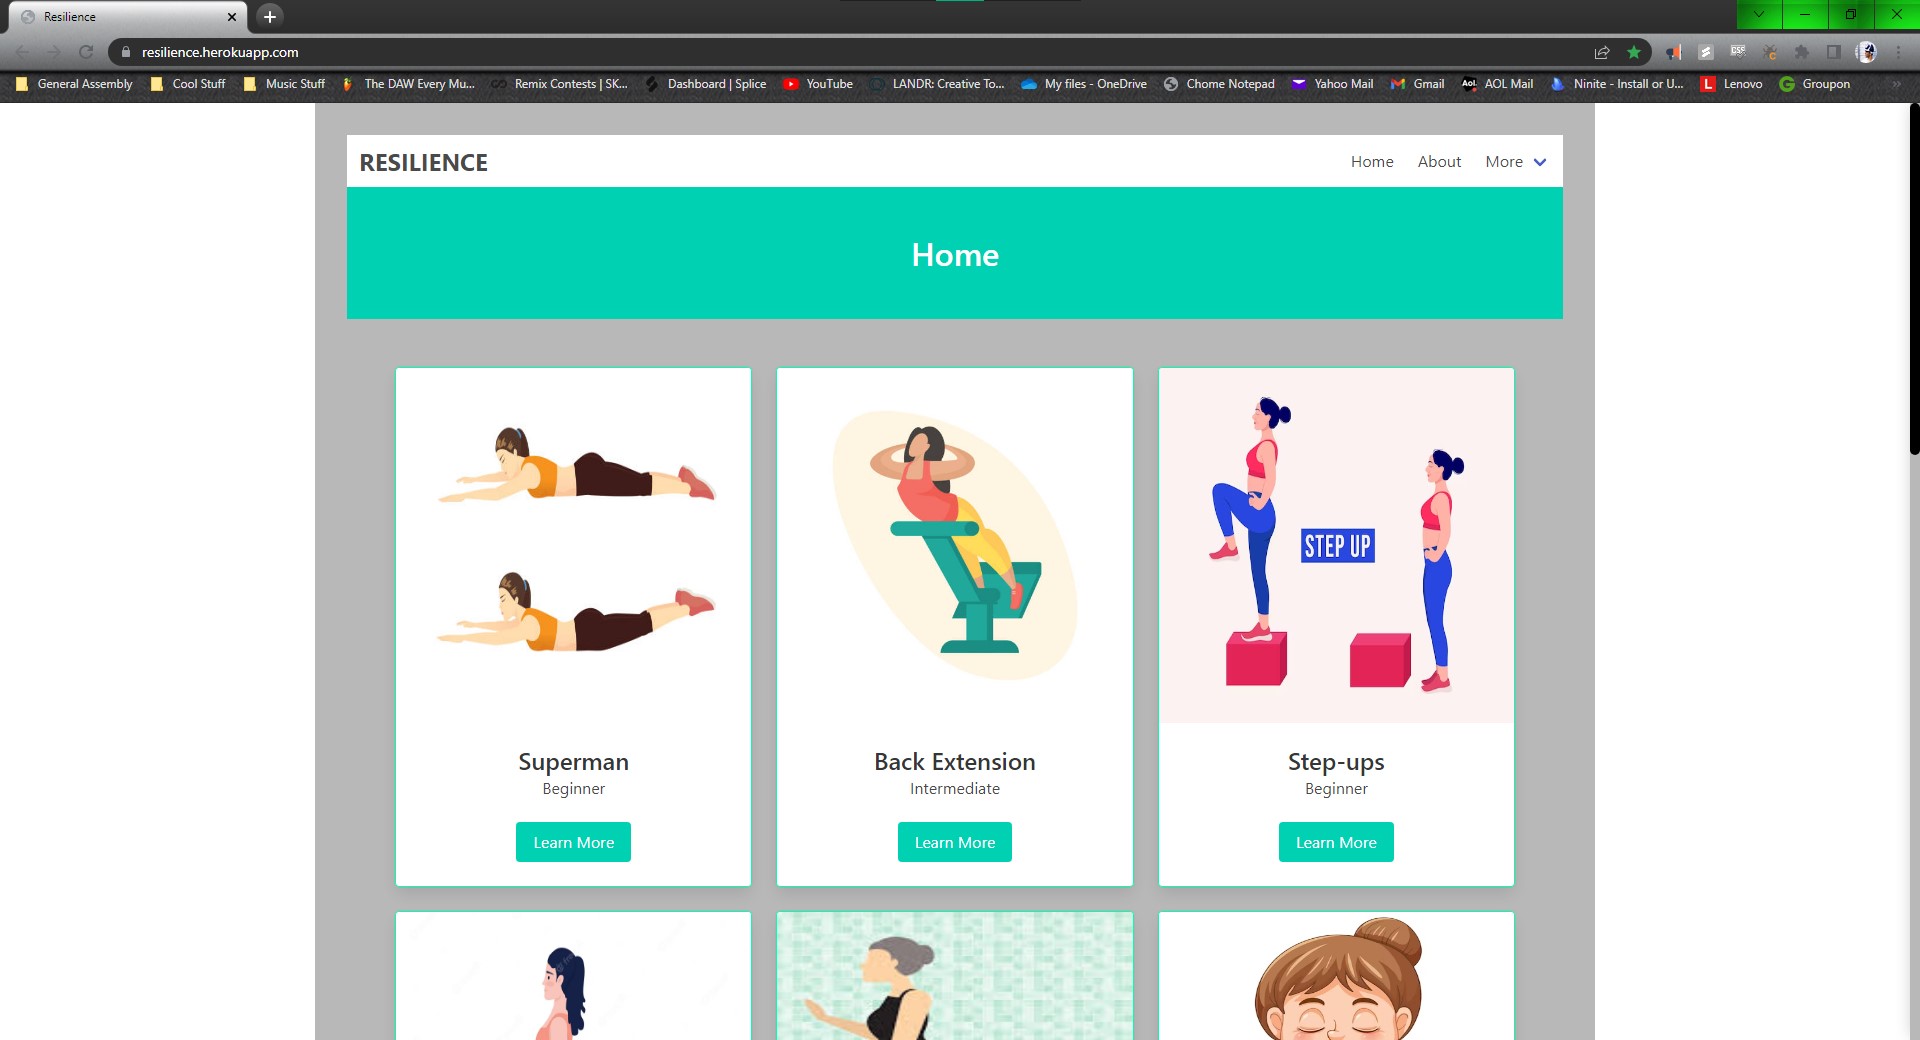 Resilience
resilience.herokuapp.com
General Assembly Cool Stuff Music Stuff The DAW Every Mu... Remix Contests | SK... Dashboard | Splice YouTube LANDR: Creative To... My files - OneDrive Chome Notepad Yahoo Mail Gmail Aol. AOL Mail Ninite - Install or U... L Lenovo Groupon
RESILIENCE Home About More
Home
STEP UP
Superman Back Extension Step-ups
Beginner Intermediate Beginner
Learn More Learn More Learn More